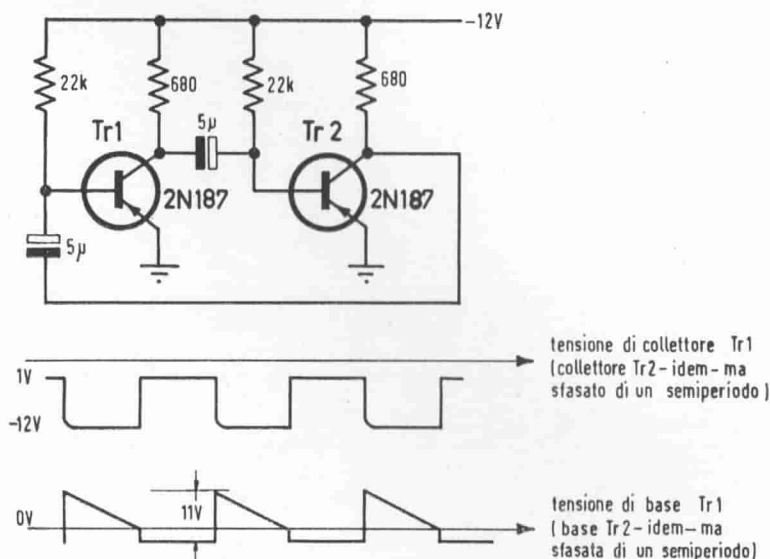 -12V
22k
680
22k
680
Tr1
5μ
Tr 2
2N187
2N187
5μ
tensione di collettore Tr1
1V
(collettore Tr2-idem-ma
sfasato di un semiperiodo)
-12V
11V
tensione di base Tr1
0V
(base Tr2-idem-ma
sfasata di un semiperiodo)